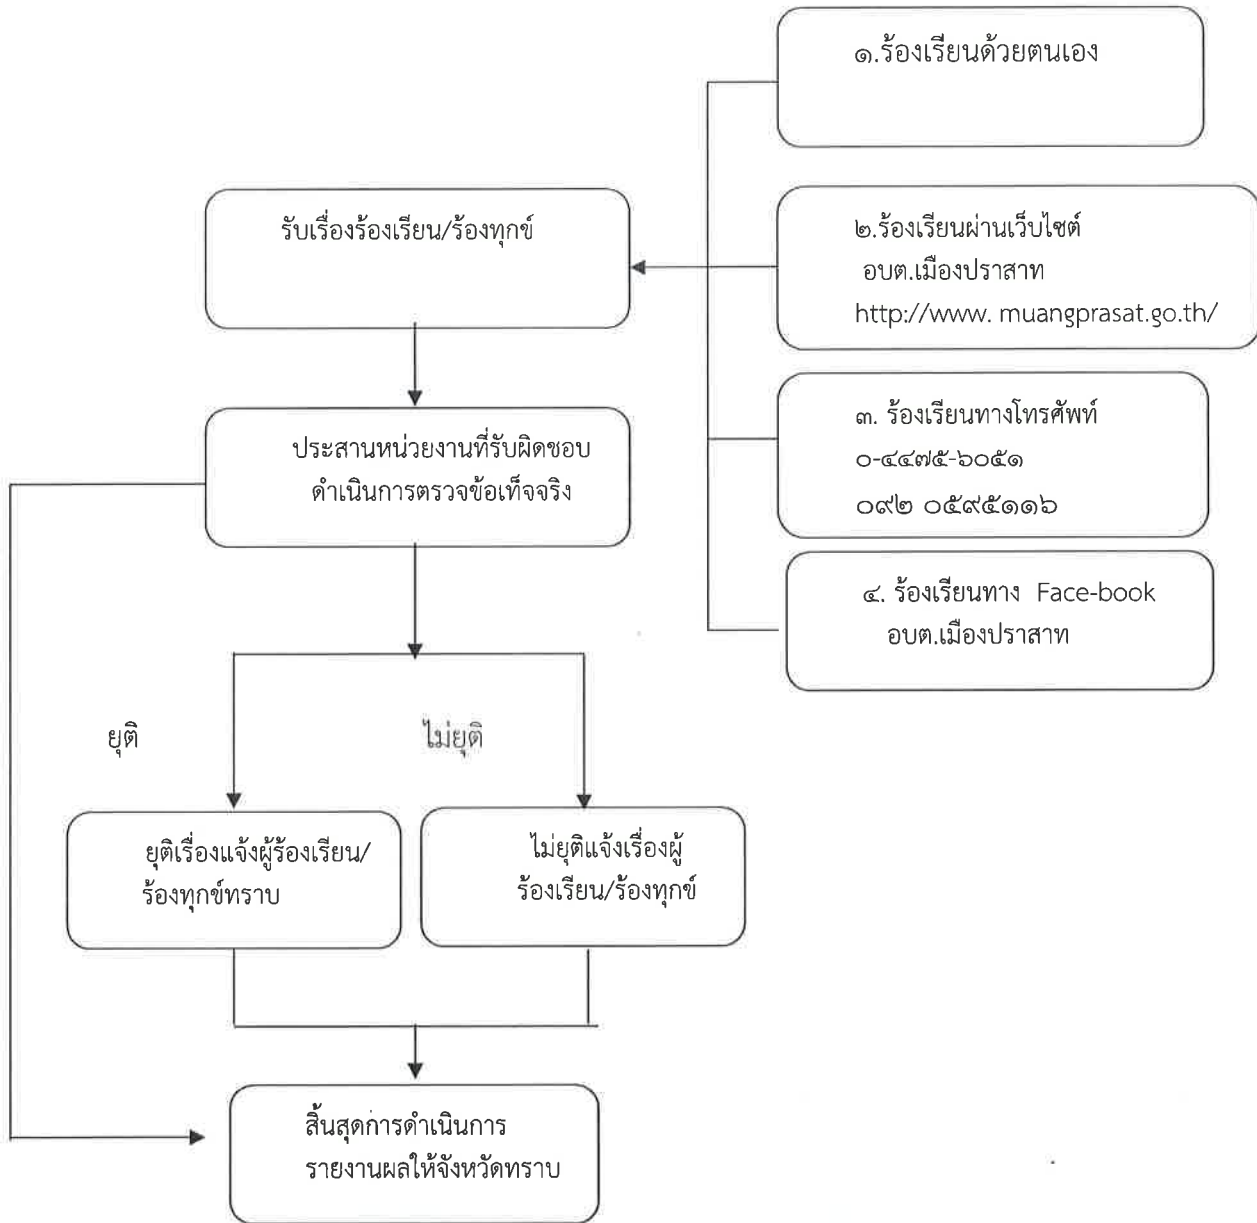 ๑.ร้องเรียนด้วยตนเอง
รับเรื่องร้องเรียน/ร้องทุกข์
๒.ร้องเรียนผ่านเว็บไซต์
อบต.เมืองปราสาท
http://www. muangprasat.go.th/
๓. ร้องเรียนทางโทรศัพท์
๐-๔๔๗๕-๖๐๕๑
๐๙๒ ๐๕๙๕๑๑๖
ประสานหน่วยงานที่รับผิดชอบ
ดำเนินการตรวจข้อเท็จจริง
๔. ร้องเรียนทาง Face-book
อบต.เมืองปราสาท
ยุติ
ไม่ยุติ
ยุติเรื่องแจ้งผู้ร้องเรียน/
ร้องทุกข์ทราบ
ไม่ยุติแจ้งเรื่องผู้
ร้องเรียน/ร้องทุกข์
สิ้นสุดการดำเนินการ
รายงานผลให้จังหวัดทราบ